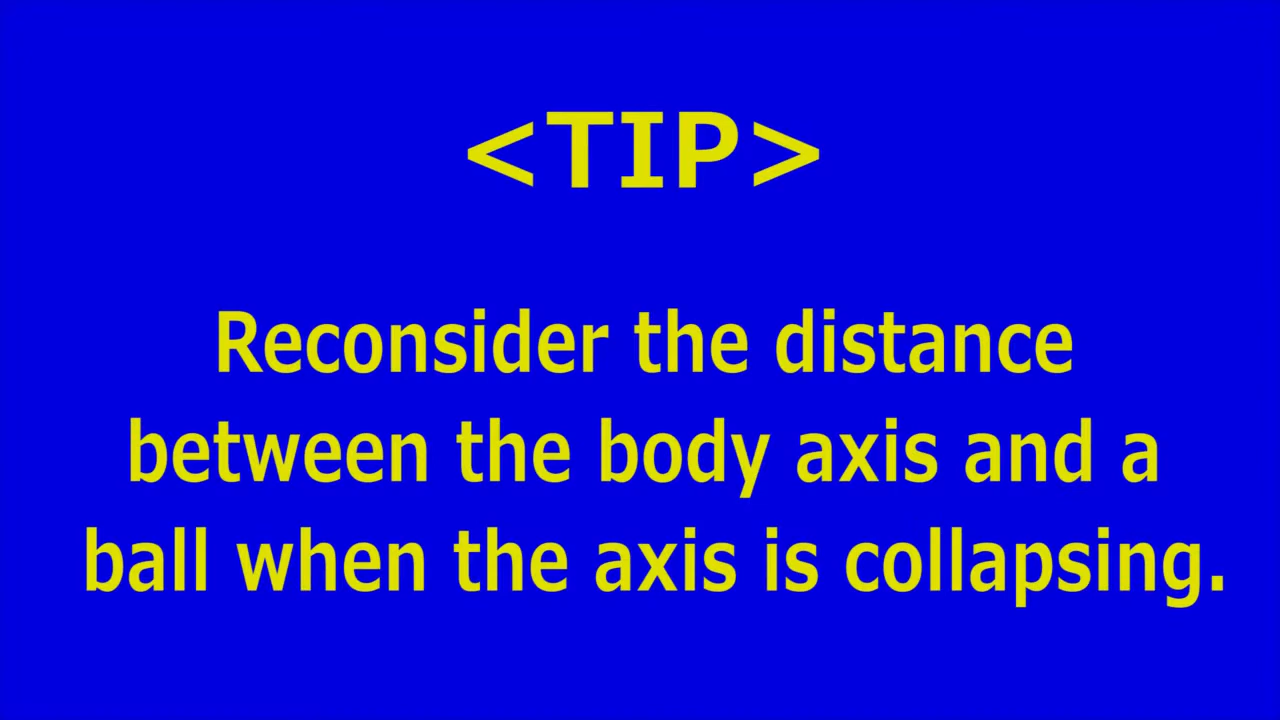 <TIP>
Reconsider the distance
between the body axis and a
ball when the axis is collapsing.